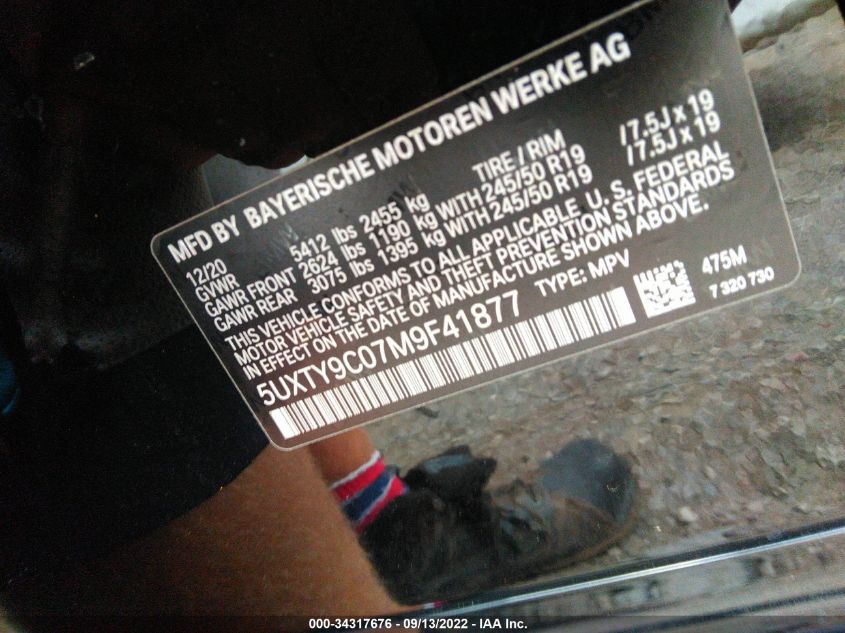 MFD BY BAYERISCHE MOTOREN WERKE AG
12/20 TIRE / RIM
GVWR 5412 lbs 2455 kg
GAWR FRONT 2624 lbs 1190 kg WITH 245/50 R19 /7.5J x 19
GAWR REAR 3075 lbs 1395 kg WITH 245/50 R19 /7.5J x 19
THIS VEHICLE CONFORMS TO ALL APPLICABLE U. S. FEDERAL
MOTOR VEHICLE SAFETY AND THEFT PREVENTION STANDARDS
IN EFFECT ON THE DATE OF MANUFACTURE SHOWN ABOVE.
5UXTY9C07M9F41877 TYPE: MPV 475M
7 320 730
000-34317676 - 09/13/2022 - IAA Inc.